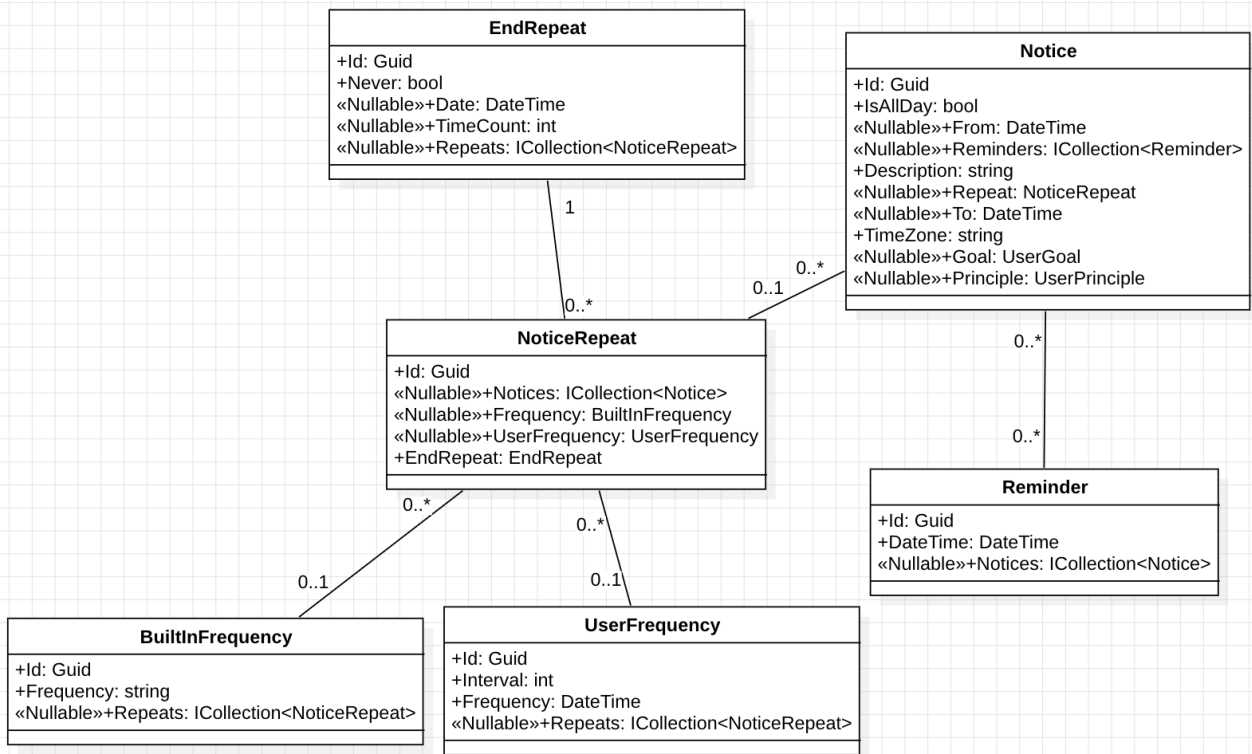 EndRepeat
+Id: Guid
+Never: bool
«Nullable»+Date: DateTime
«Nullable»+TimeCount: int
«Nullable»+Repeats: ICollection<NoticeRepeat>
Notice
+Id: Guid
+IsAllDay: bool
«Nullable»+From: DateTime
«Nullable»+Reminders: ICollection<Reminder>
+Description: string
«Nullable»+Repeat: NoticeRepeat
«Nullable»+To: DateTime
+TimeZone: string
«Nullable»+Goal: UserGoal
«Nullable»+Principle: UserPrinciple
1
0..*
0..*
0..1
NoticeRepeat
+Id: Guid
«Nullable»+Notices: ICollection<Notice>
«Nullable»+Frequency: BuiltInFrequency
«Nullable»+UserFrequency: UserFrequency
+EndRepeat: EndRepeat
0..*
0..*
Reminder
+Id: Guid
+DateTime: DateTime
«Nullable»+Notices: ICollection<Notice>
0..*
0..1
0..*
0..1
BuiltInFrequency
+Id: Guid
+Frequency: string
«Nullable»+Repeats: ICollection<NoticeRepeat>
UserFrequency
+Id: Guid
+Interval: int
+Frequency: DateTime
«Nullable»+Repeats: ICollection<NoticeRepeat>